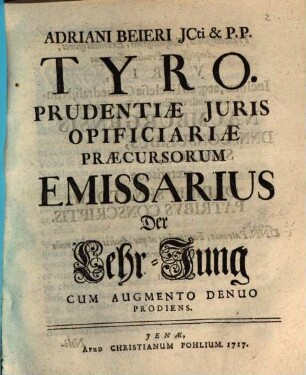 ADRIANI BEIERI JCti & P.P.
TYRO.
PRUDENTIÆ JURIS
OPIFICIARIÆ
PRÆCURSORUM
EMISSARIUS
Der
Lehr-Jung
CUM AUGMENTO DENUO
PRODIENS.
JENÆ,
Apud CHRISTIANUM POHLIUM. 1717.